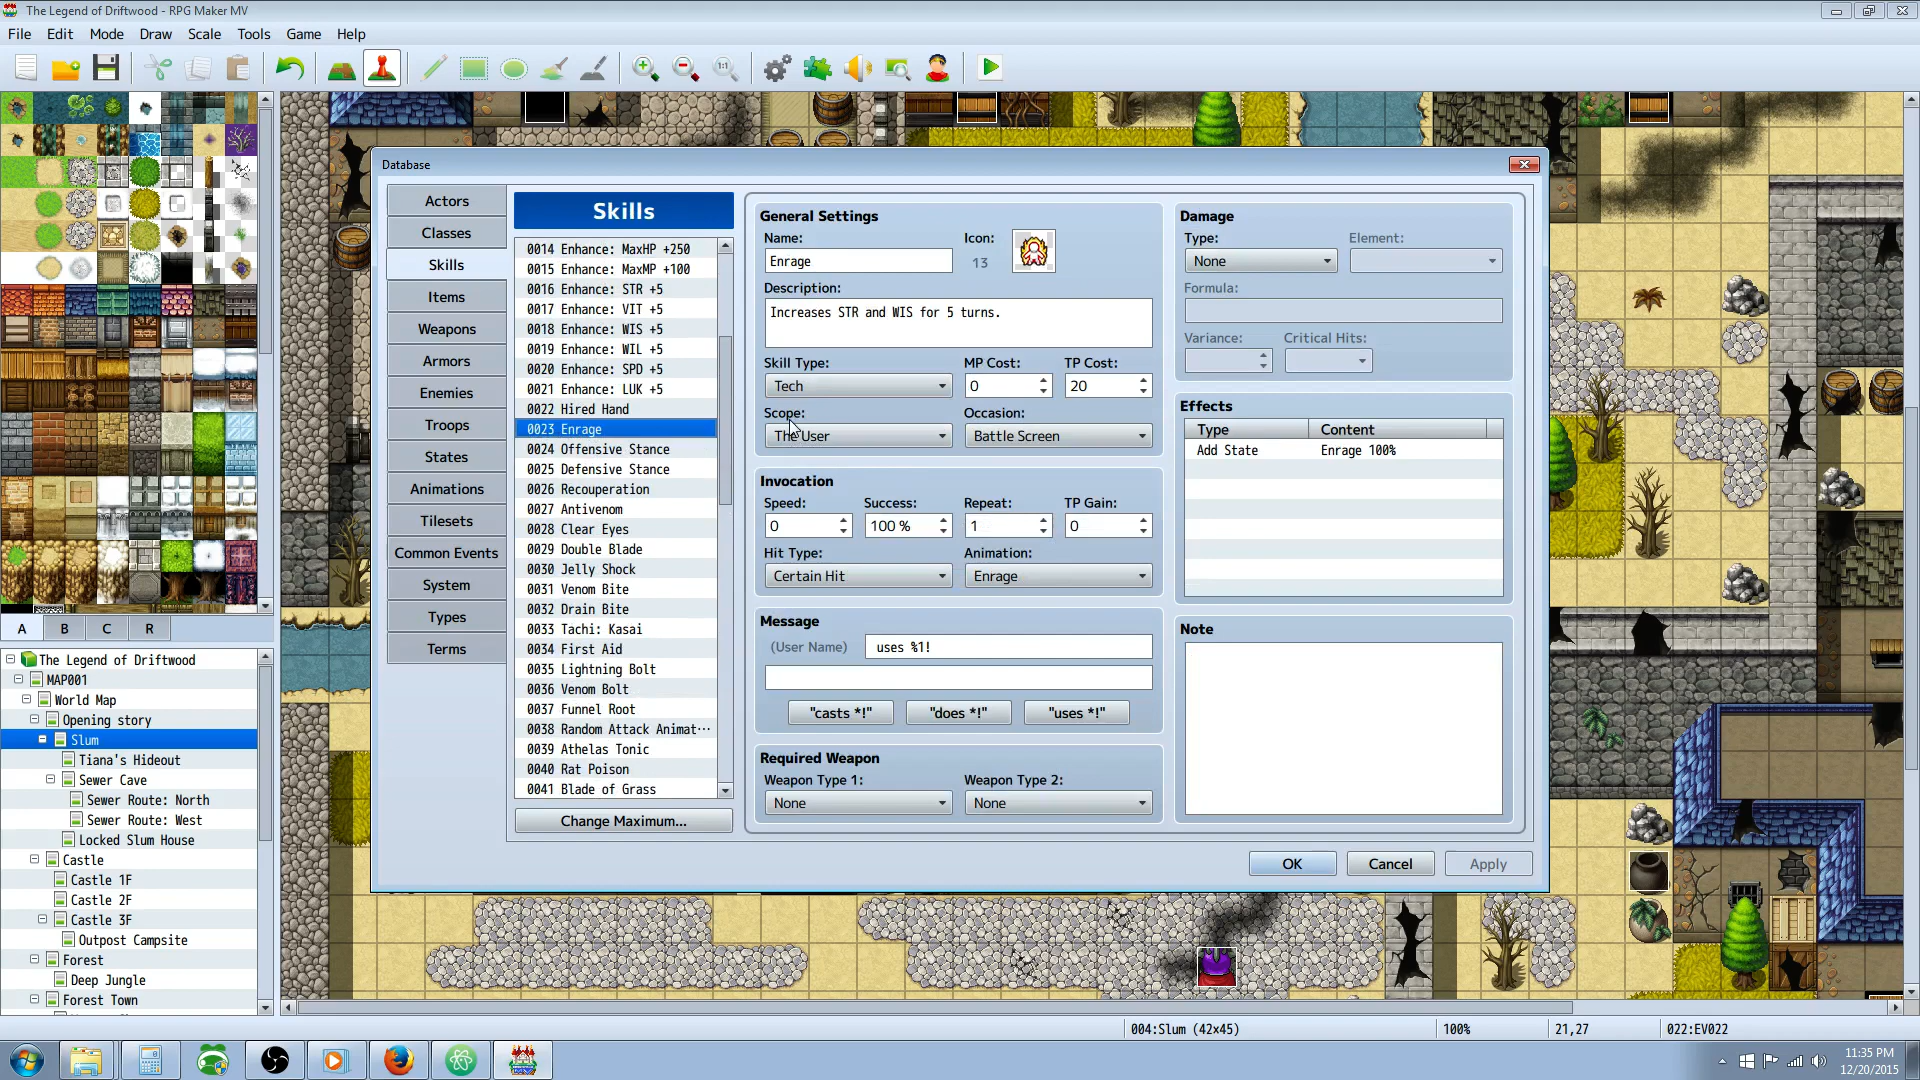 The Legend of Driftwood - RPG Maker MV
File Edit Mode Draw Scale Tools Game Help
1:1
Database
Actors
Classes
Skills
Items
Weapons
Armors
Enemies
Troops
States
Animations
Tilesets
Common Events
System
Types
Terms
Skills
0014 Enhance: MaxHP +250
0015 Enhance: MaxMP +100
0016 Enhance: STR +5
0017 Enhance: VIT +5
0018 Enhance: WIS +5
0019 Enhance: WIL +5
0020 Enhance: SPD +5
0021 Enhance: LUK +5
0022 Hired Hand
0023 Enrage
0024 Offensive Stance
0025 Defensive Stance
0026 Recouperation
0027 Antivenom
0028 Clear Eyes
0029 Double Blade
0030 Jelly Shock
0031 Venom Bite
0032 Drain Bite
0033 Tachi: Kasai
0034 First Aid
0035 Lightning Bolt
0036 Venom Bolt
0037 Funnel Root
0038 Random Attack Animat···
0039 Athelas Tonic
0040 Rat Poison
0041 Blade of Grass
Change Maximum...
General Settings
Name: Icon:
Enrage 13
Description:
Increases STR and WIS for 5 turns.
Skill Type: MP Cost: TP Cost:
Tech 0 20
Scope: Occasion:
The User Battle Screen
Invocation
Speed: Success: Repeat: TP Gain:
0 100 % 1 0
Hit Type: Animation:
Certain Hit Enrage
Message
(User Name) uses %1!
"casts *!" "does *!" "uses *!"
Required Weapon
Weapon Type 1: Weapon Type 2:
None None
Damage
Type: Element:
None
Formula:
Variance: Critical Hits:
Effects
Type Content
Add State Enrage 100%
Note
OK Cancel Apply
A B C R
The Legend of Driftwood
MAP001
World Map
Opening story
Slum
Tiana's Hideout
Sewer Cave
Sewer Route: North
Sewer Route: West
Locked Slum House
Castle
Castle 1F
Castle 2F
Castle 3F
Outpost Campsite
Forest
Deep Jungle
Forest Town
004:Slum (42x45) 100% 21,27 022:EV022
11:35 PM
12/20/2015